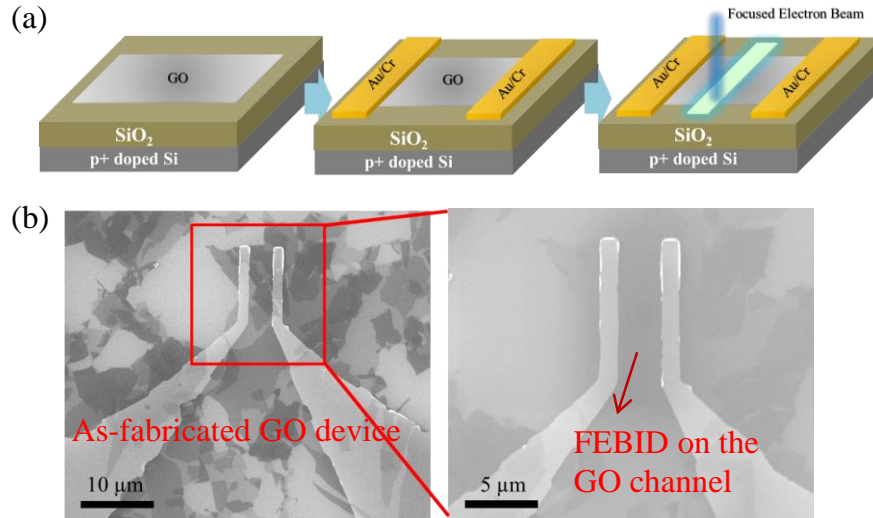 (a)
GO
SiO2
p+ doped Si
Au/Cr
GO
Au/Cr
SiO2
p+ doped Si
Focused Electron Beam
Au/Cr
Au/Cr
SiO2
p+ doped Si
(b)
As-fabricated GO device
10 µm
FEBID on the
GO channel
5 µm